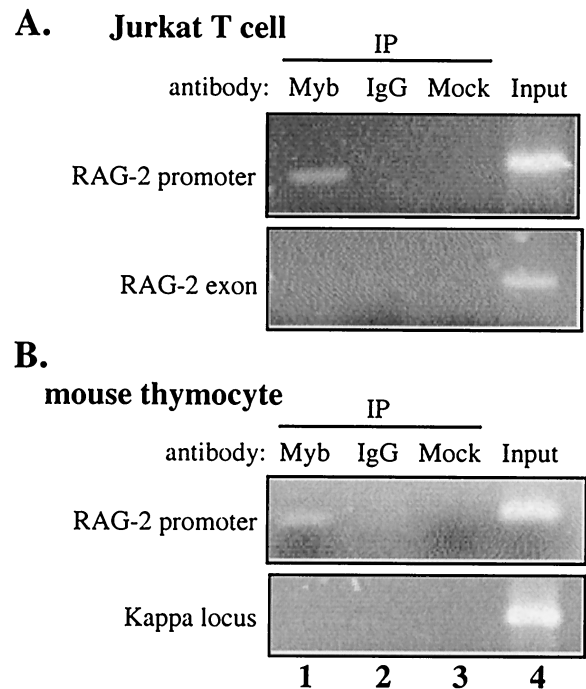 A. Jurkat T cell
IP
antibody: Myb IgG Mock Input
RAG-2 promoter
RAG-2 exon
B.
mouse thymocyte
IP
antibody: Myb IgG Mock Input
RAG-2 promoter
Kappa locus
1 2 3 4